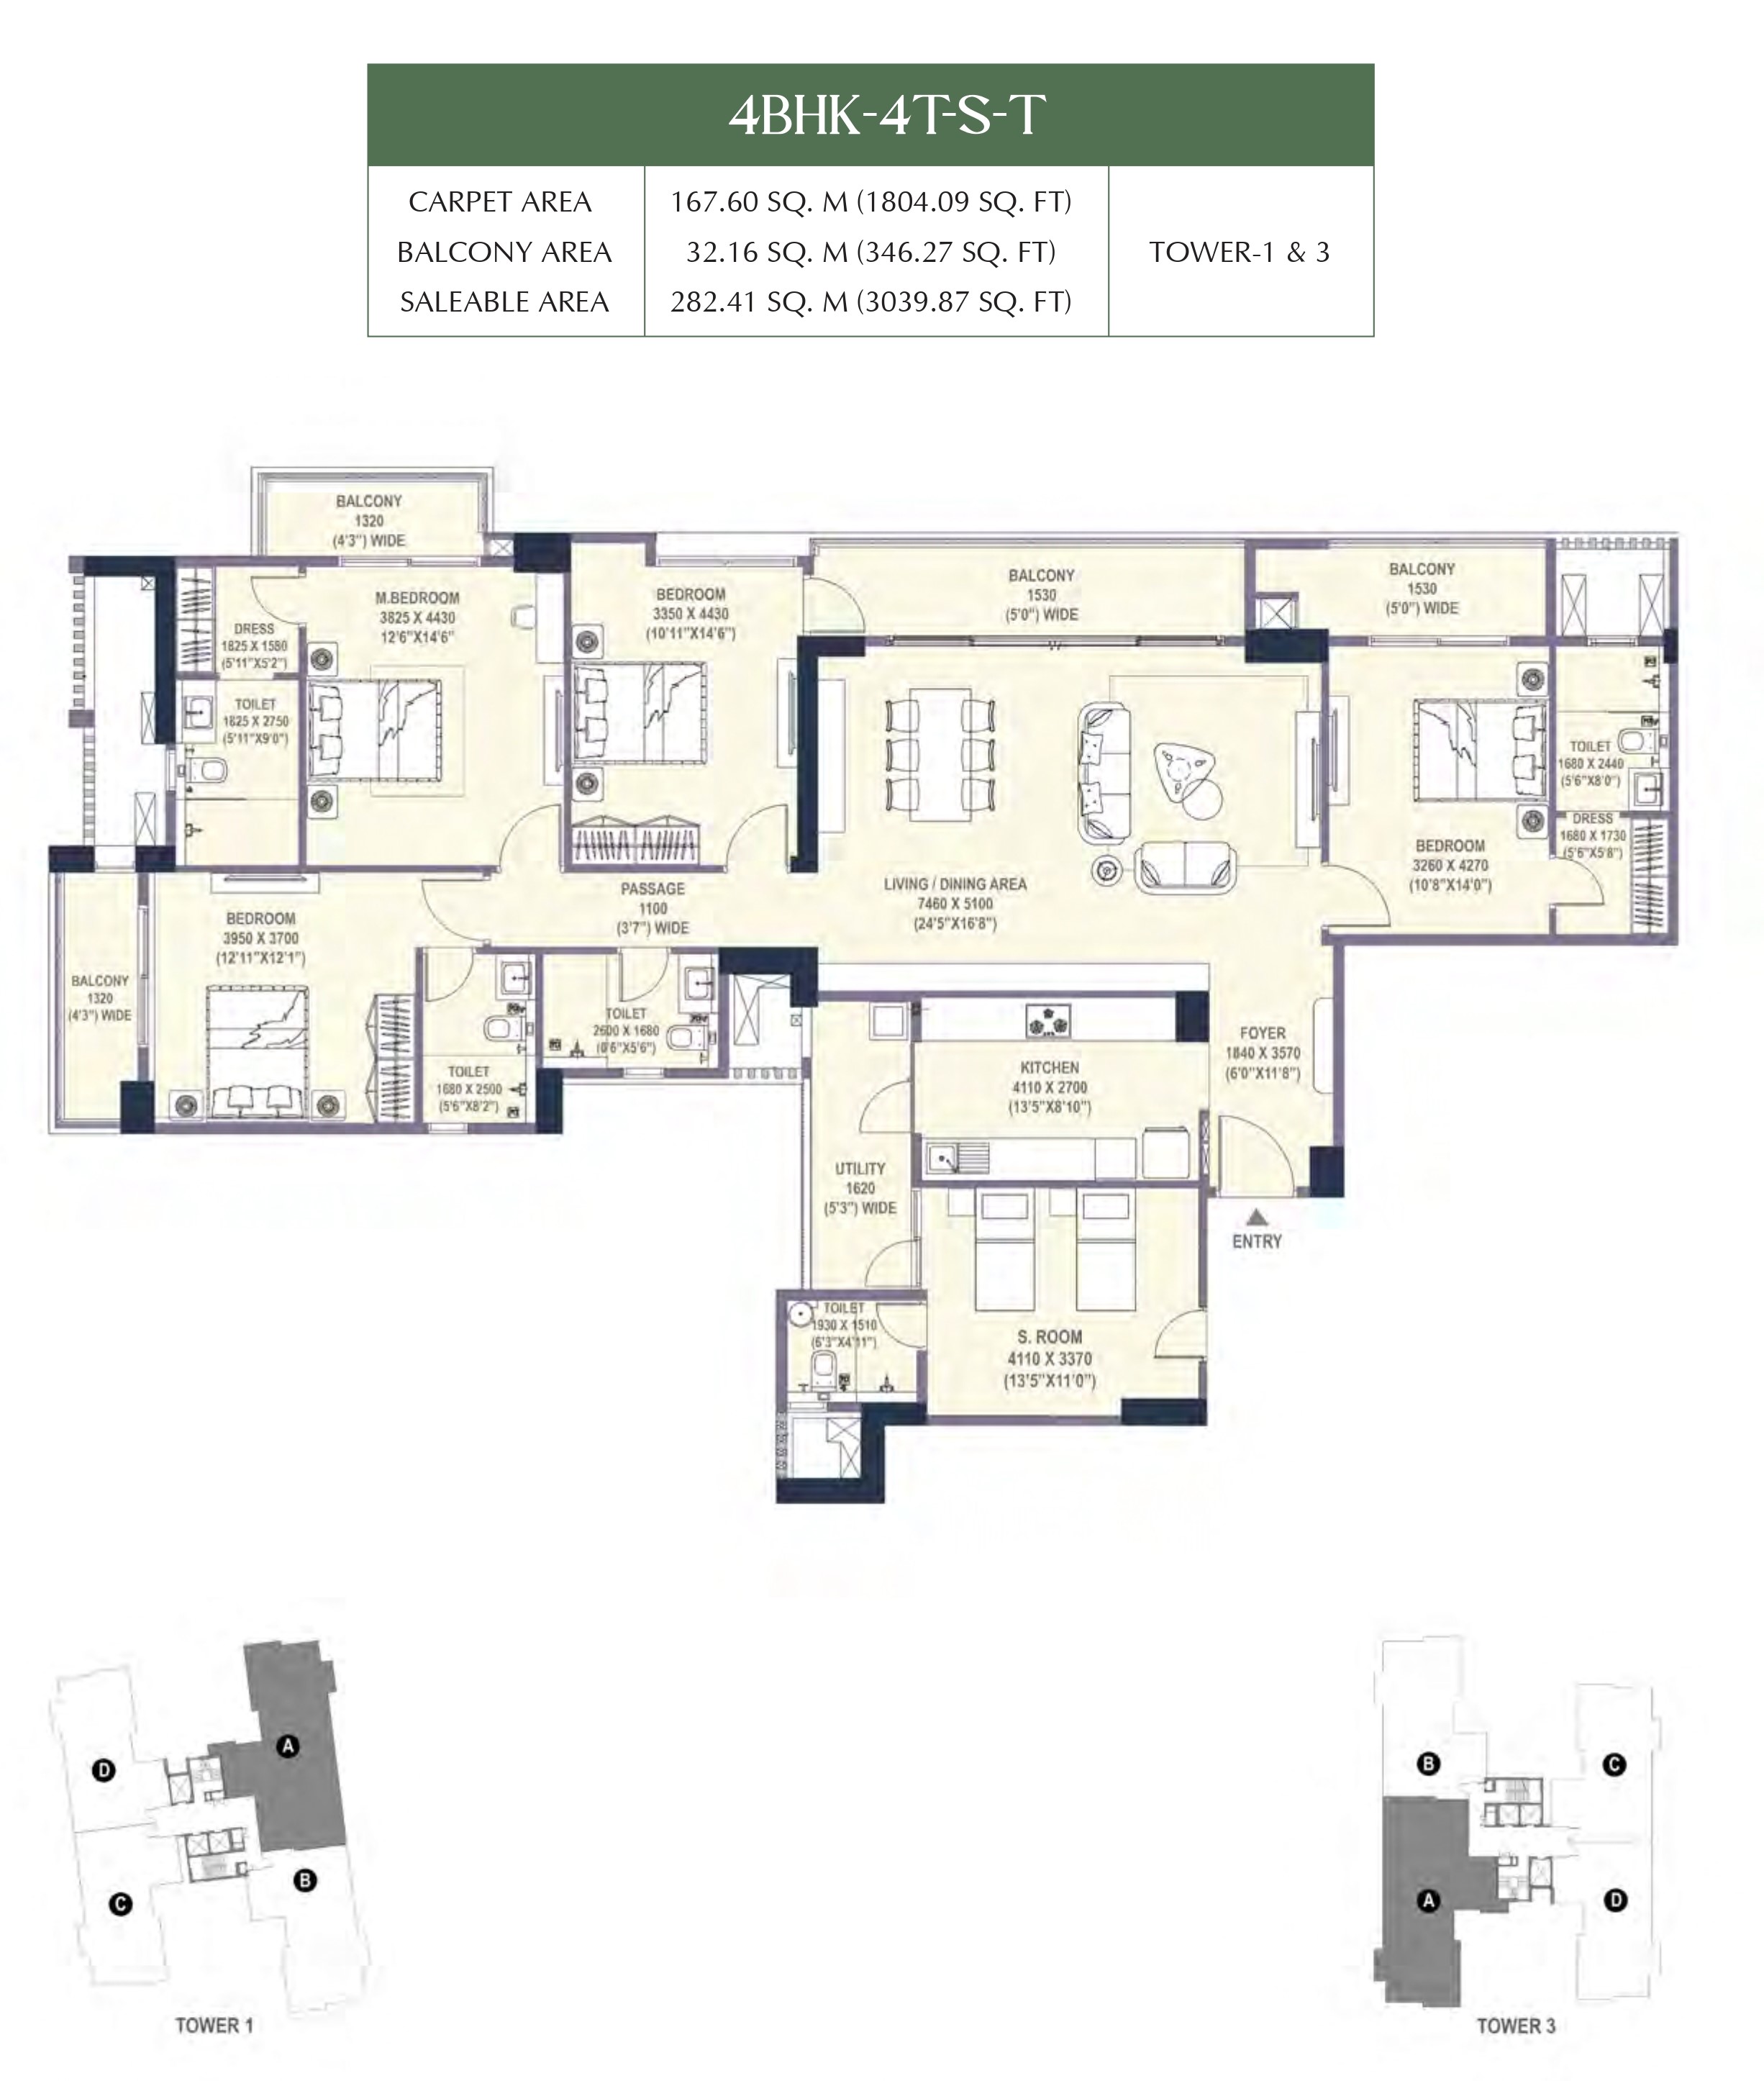 4BHK-4T-S-T
CARPET AREA
167.60 SQ. M (1804.09 SQ. FT)
BALCONY AREA
32.16 SQ. M (346.27 SQ. FT)
TOWER-1 & 3
SALEABLE AREA
282.41 SQ. M (3039.87 SQ. FT)
BALCONY
1320
(4'3") WIDE
M.BEDROOM
3825 X 4430
12'6"X14'6"
DRESS
1825 X 1580
(5'11"X5'2")
TOILET
1825 X 2750
(5'11"X9'0")
BEDROOM
3350 X 4430
(10'11"X14'6")
BALCONY
1530
(5'0") WIDE
BALCONY
1530
(5'0") WIDE
TOILET
1680 X 2440
(5'6"X8'0")
DRESS
1680 X 1730
(5'6"X5'8")
BEDROOM
3260 X 4270
(10'8"X14'0")
LIVING / DINING AREA
7460 X 5100
(24'5"X16'8")
PASSAGE
1100
(3'7") WIDE
BEDROOM
3950 X 3700
(12'11"X12'1")
BALCONY
1320
(4'3") WIDE
TOILET
1680 X 2500
(5'6"X8'2")
TOILET
2600 X 1680
(8'6"X5'6")
KITCHEN
4110 X 2700
(13'5"X8'10")
FOYER
1840 X 3570
(6'0"X11'8")
UTILITY
1620
(5'3") WIDE
ENTRY
TOILET
1930 X 1510
(6'3"X4'11")
S. ROOM
4110 X 3370
(13'5"X11'0")
A
D
B
C
TOWER 1
B
C
A
D
TOWER 3